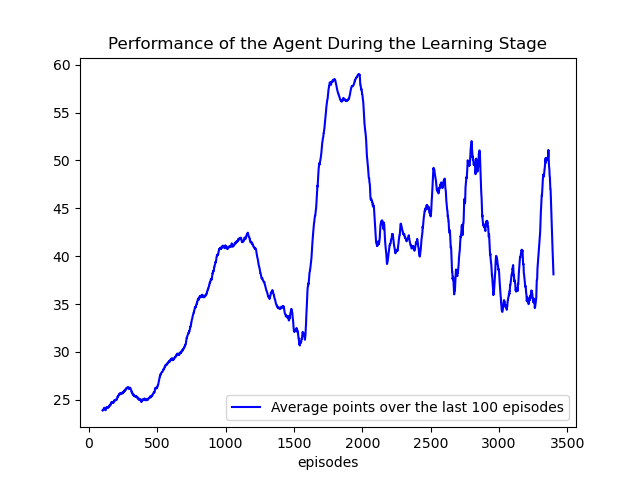 Performance of the Agent During the Learning Stage
60
55
50
45
40
35
30
25
Average points over the last 100 episodes
0 500 1000 1500 2000 2500 3000 3500
episodes